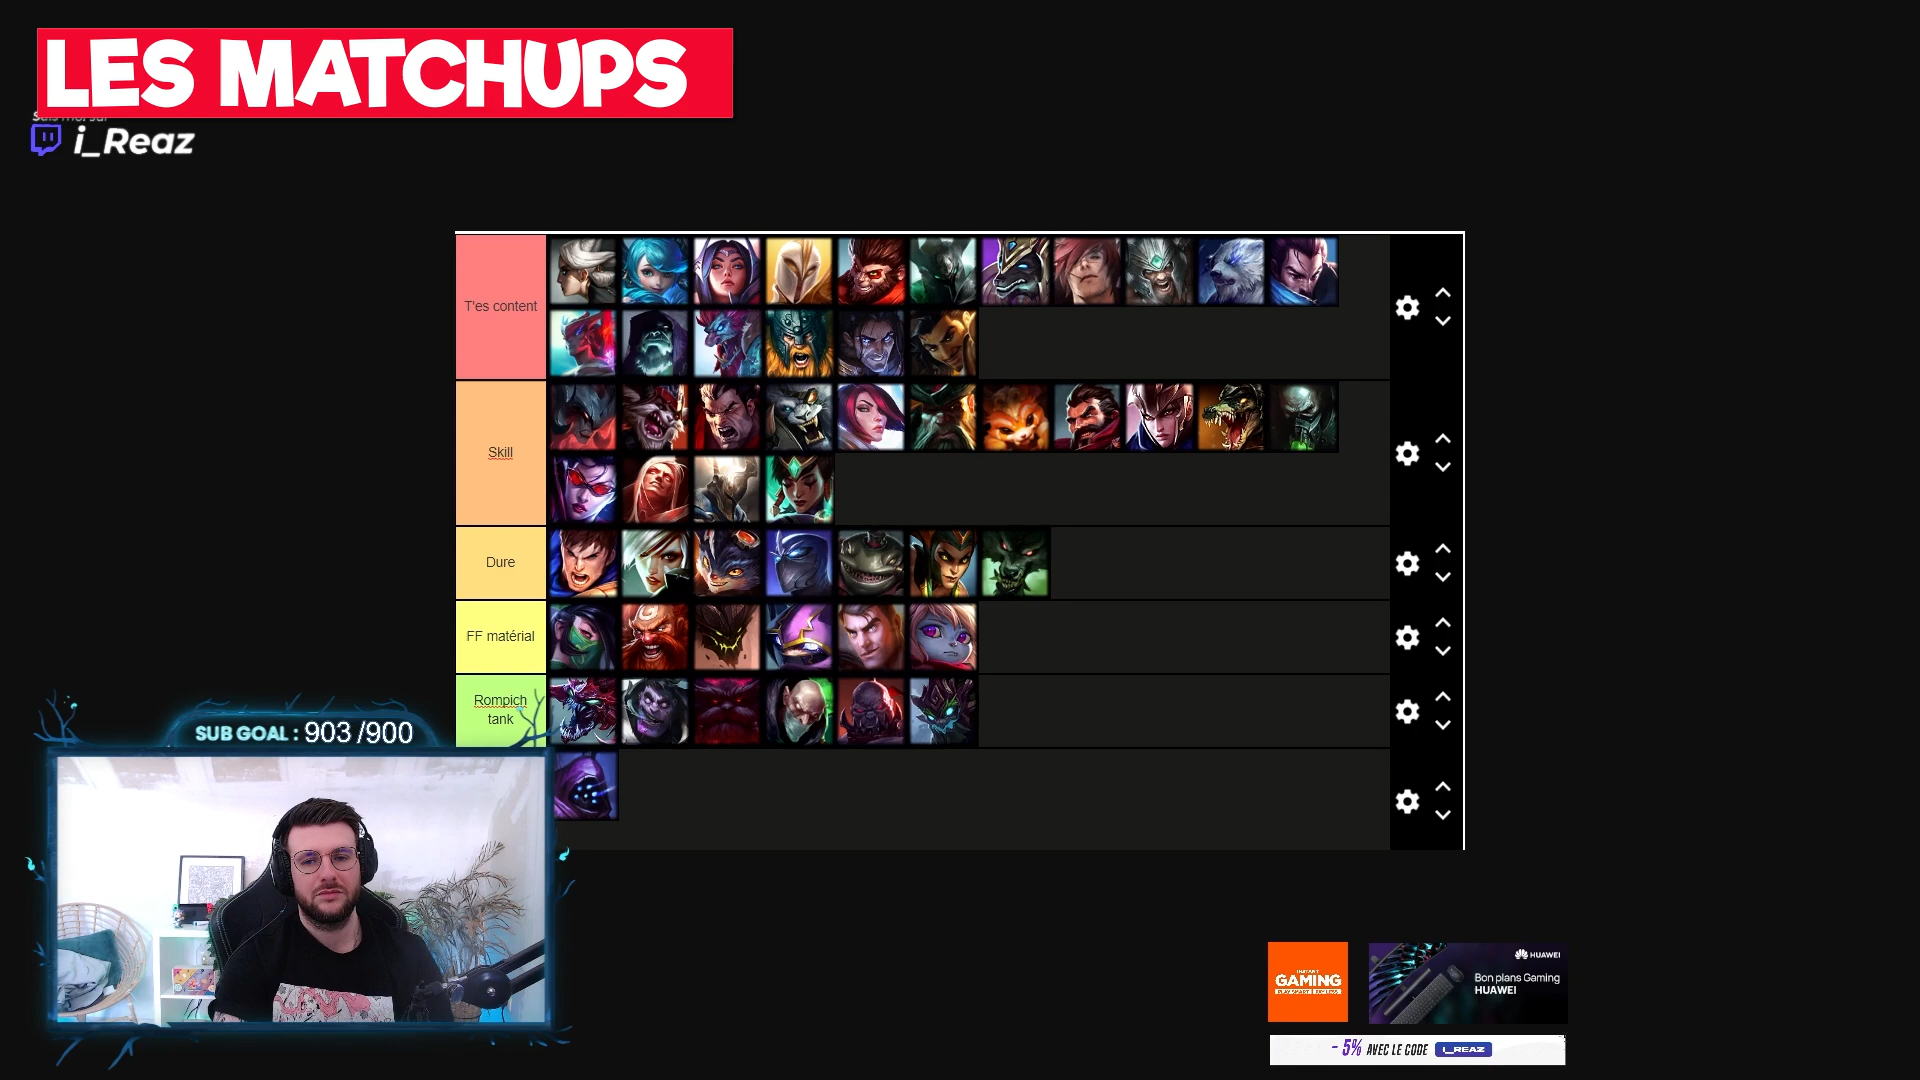 LES MATCHUPS
i_Reaz
T'es content
Skill
Dure
FF matérial
Rompich
tank
SUB GOAL : 903 /900
INSTANT
GAMING
HUAWEI
Bon plans Gaming
HUAWEI
- 5% AVEC LE CODE I_REAZ